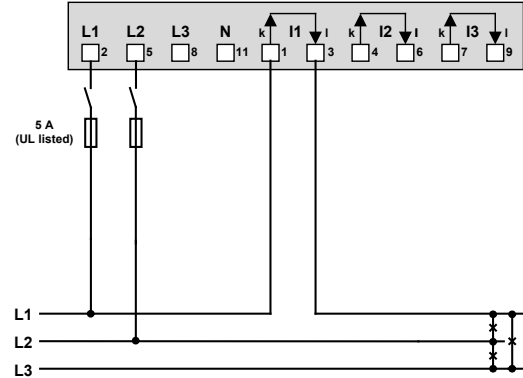 L1 L2 L3 N k I1 l k I2 l k I3 l
2 5 8 11 1 3 4 6 7 9
5 A
(UL listed)
L1
L2
L3